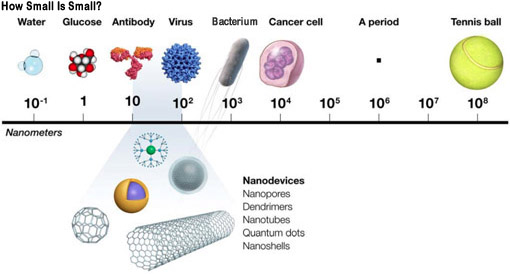 How Small Is Small?
Water Glucose Antibody Virus Bacterium Cancer cell A period Tennis ball
10⁻¹ 1 10 10² 10³ 10⁴ 10⁵ 10⁶ 10⁷ 10⁸
Nanometers
Nanodevices
Nanopores
Dendrimers
Nanotubes
Quantum dots
Nanoshells